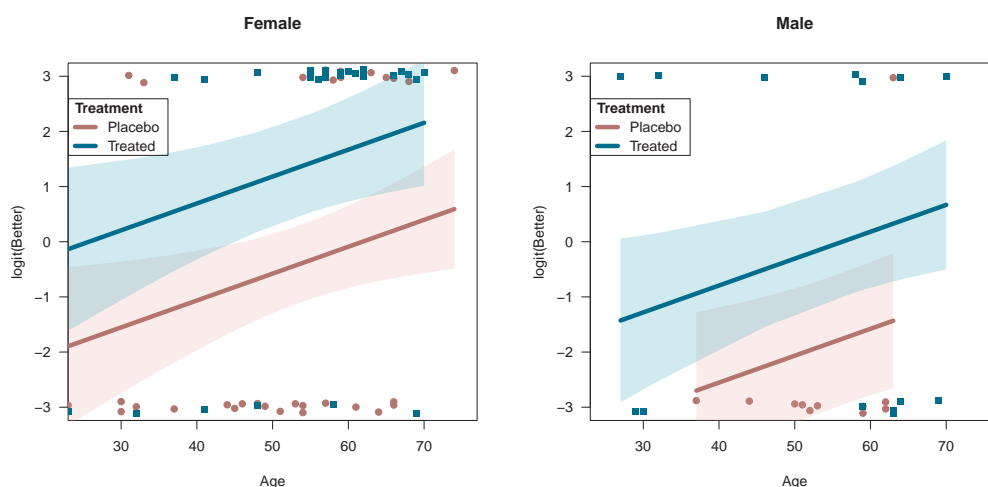 Female
3
2
1
0
−1
−2
−3
logit(Better)
Treatment
Placebo
Treated
30
40
50
60
70
Age
Male
3
2
1
0
−1
−2
−3
logit(Better)
Treatment
Placebo
Treated
30
40
50
60
70
Age